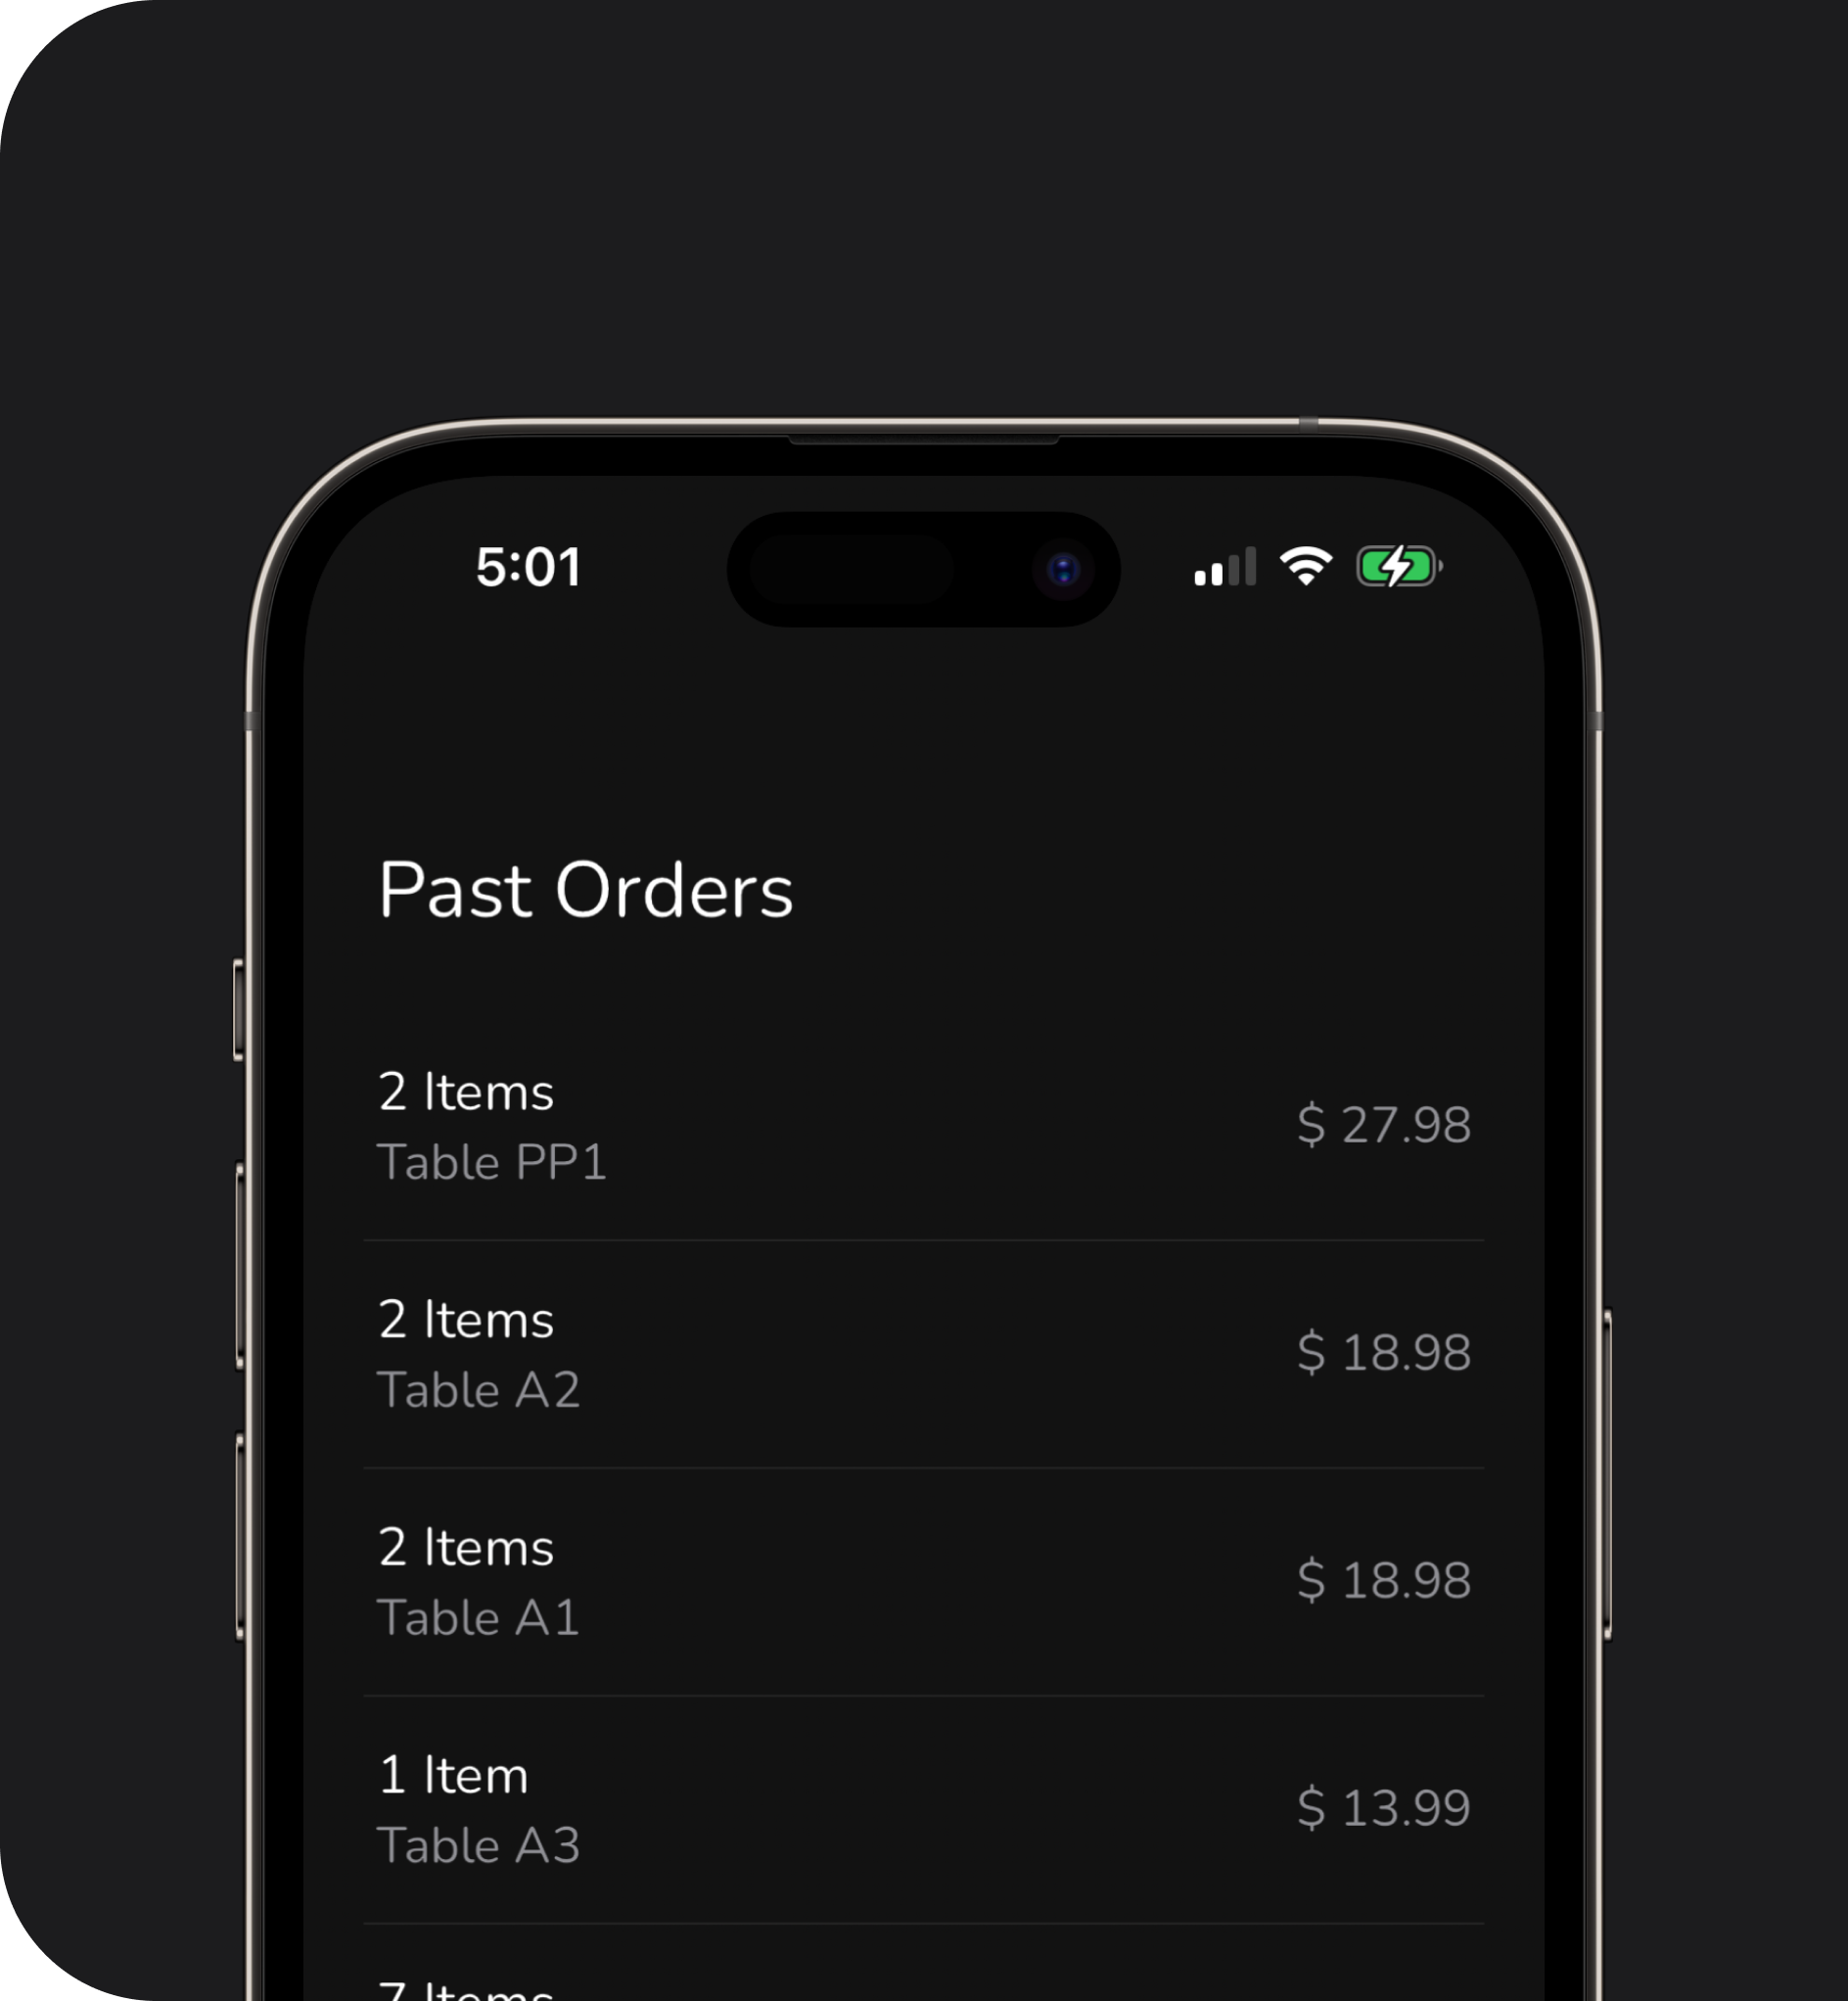 5:01
Past Orders
2 Items
Table PP1
$ 27.98
2 Items
Table A2
$ 18.98
2 Items
Table A1
$ 18.98
1 Item
Table A3
$ 13.99
7 Items